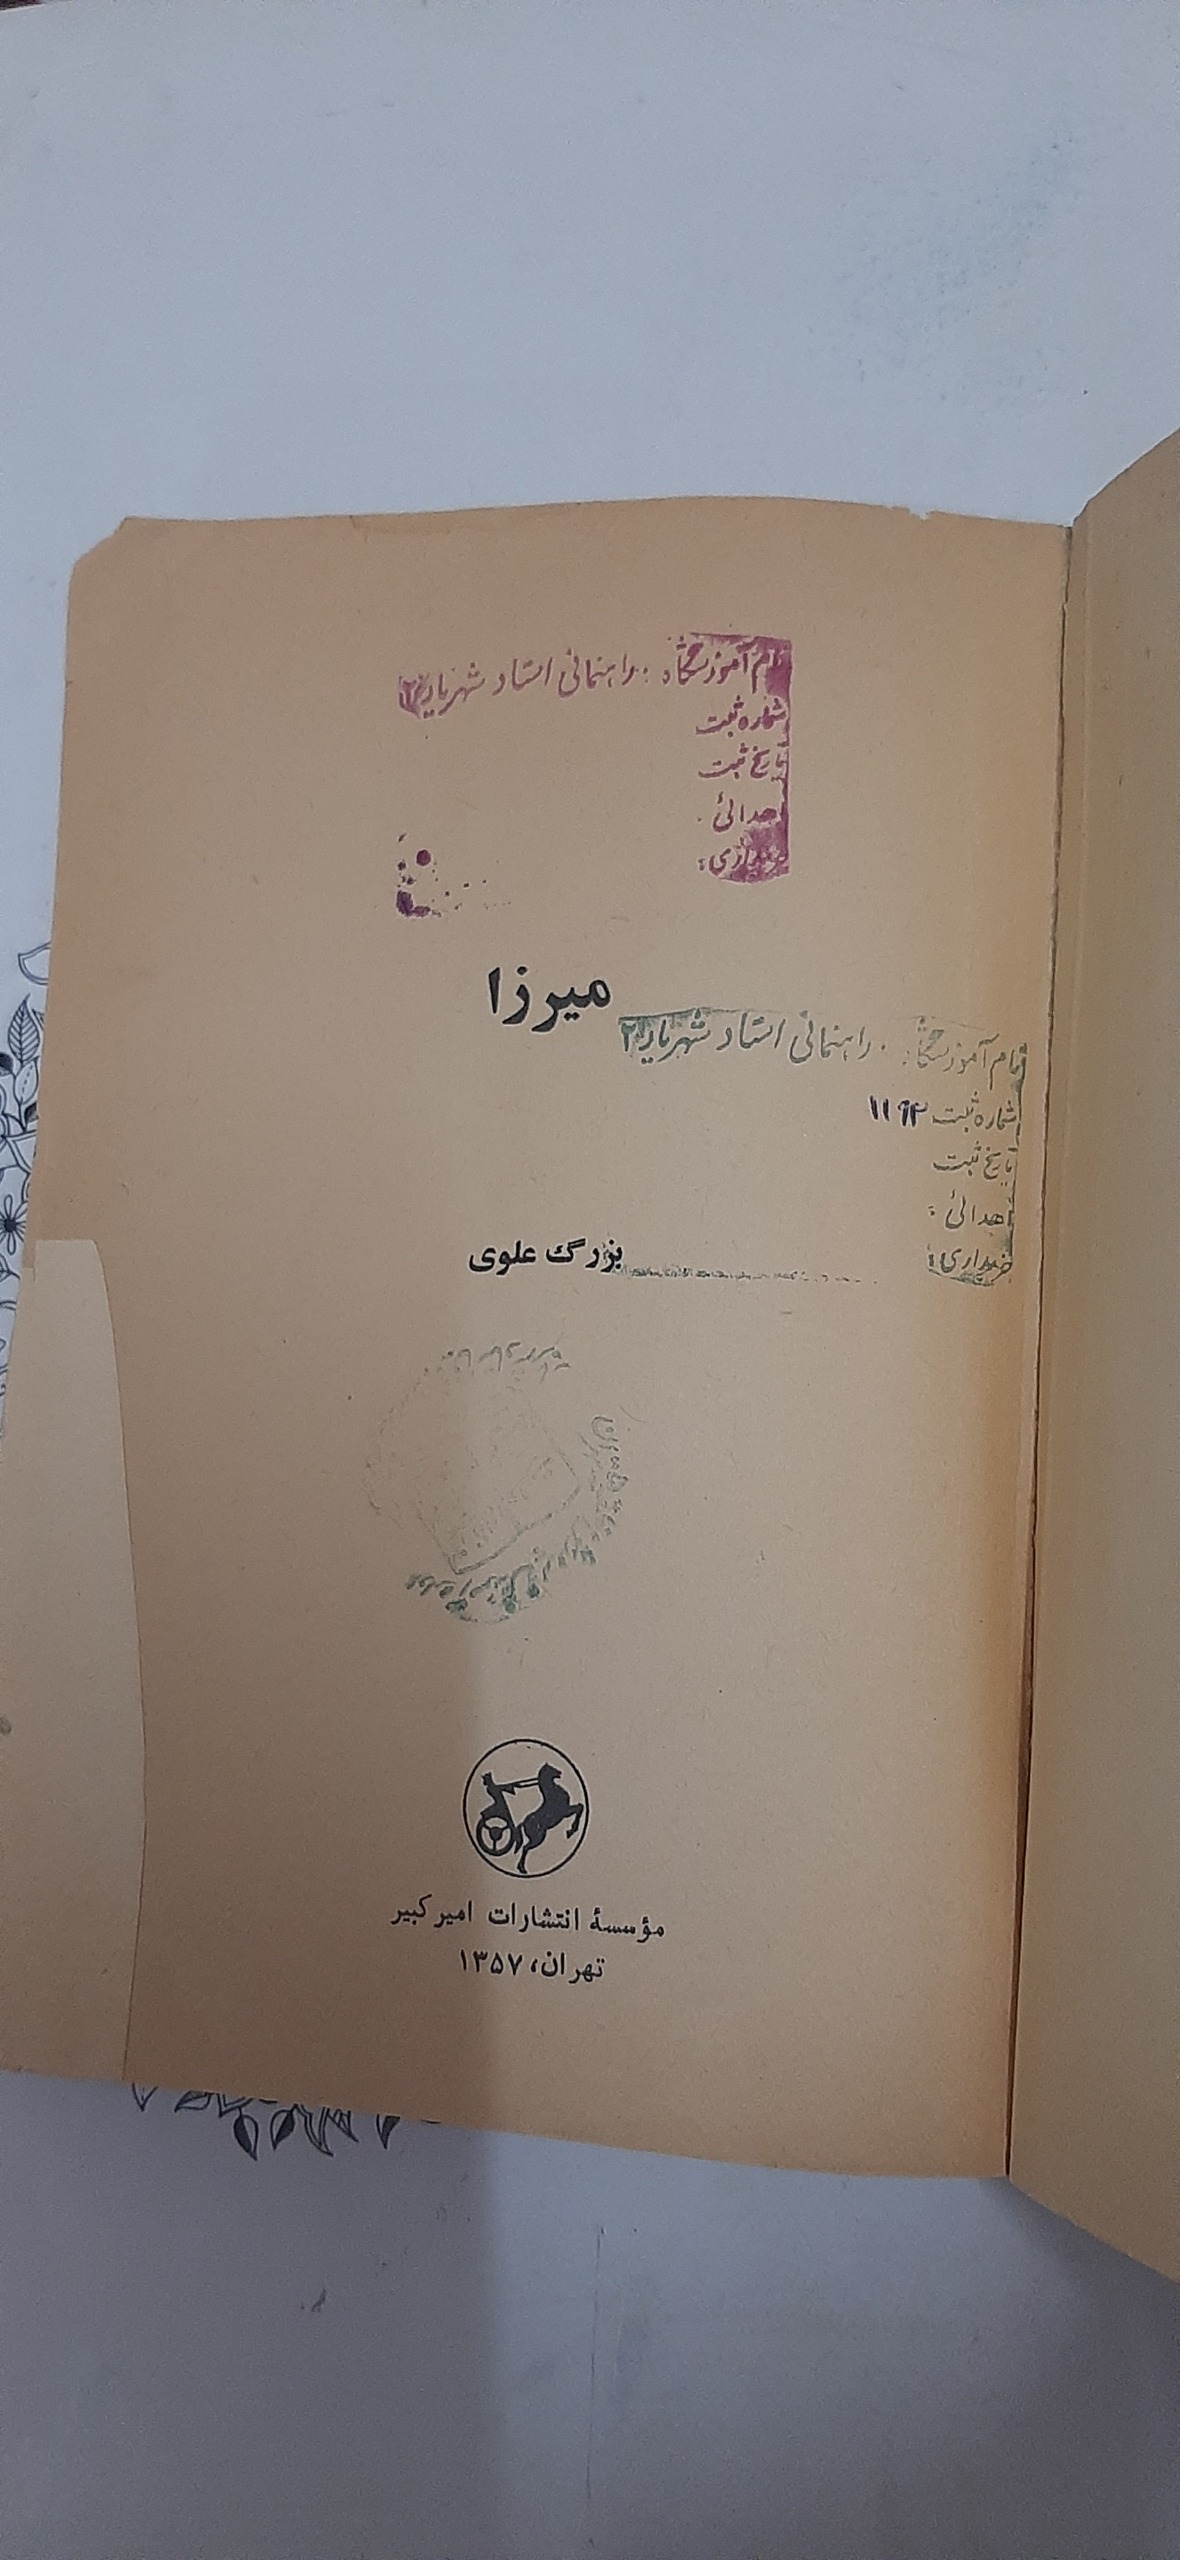 نام آموزشگاه: راهنمائی استاد شهریار ۲
شماره ثبت
تاریخ ثبت
اهدائی
خریداری:
میرزا
نام آموزشگاه: راهنمائی استاد شهریار ۲
شماره ثبت ۱۱۹۲
تاریخ ثبت
اهدائی:
خریداری:
بزرگ علوی
مؤسسهٔ انتشارات امیرکبیر
تهران، ۱۳۵۷